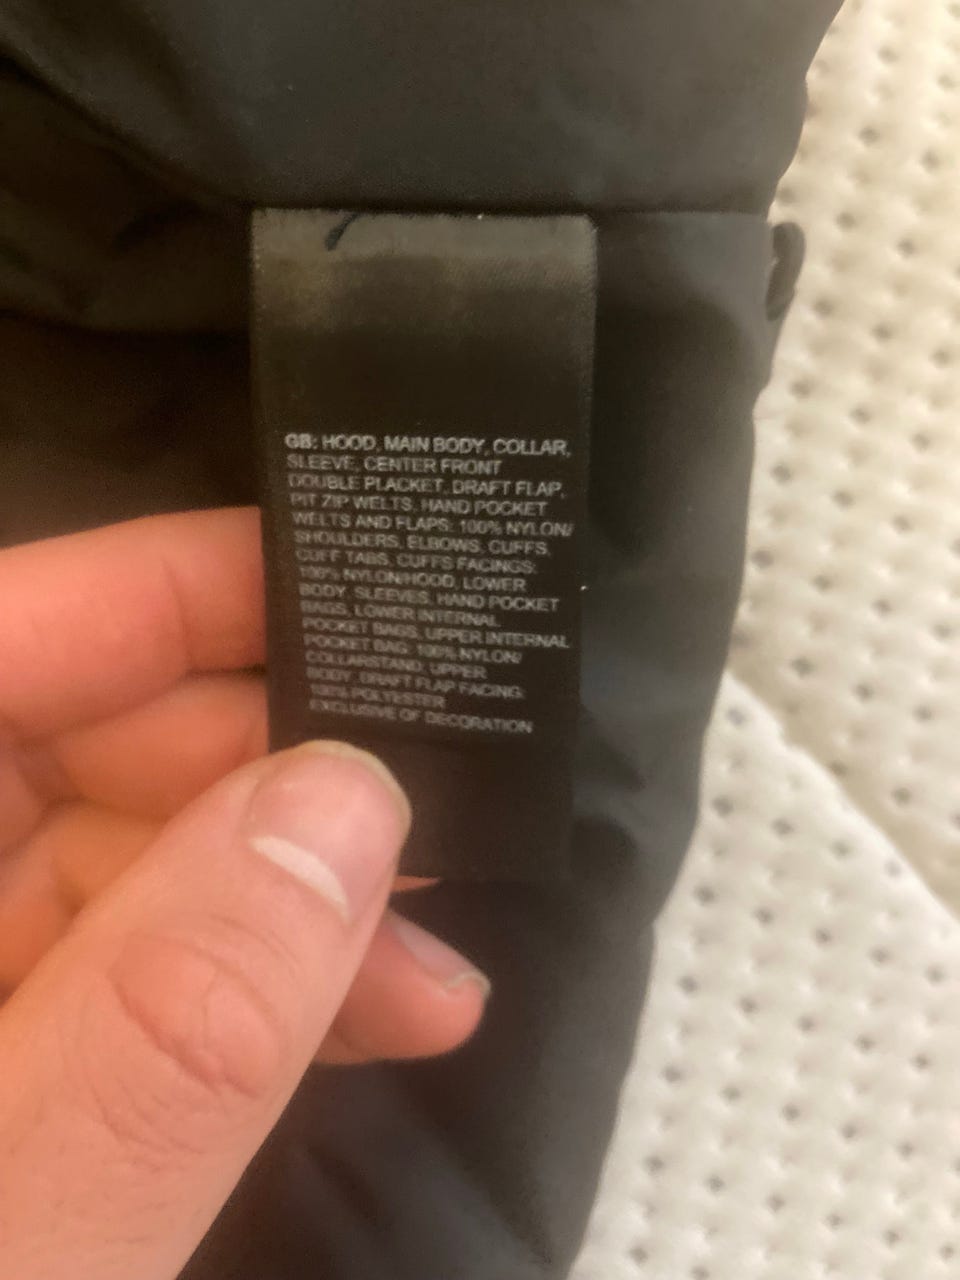 GB: HOOD, MAIN BODY, COLLAR,
SLEEVE, CENTER FRONT
DOUBLE PLACKET, DRAFT FLAP,
PIT ZIP WELTS, HAND POCKET
WELTS AND FLAPS: 100% NYLON/
SHOULDERS, ELBOWS, CUFFS,
CUFF TABS, CUFFS FACINGS:
100% NYLON/HOOD, LOWER
BODY, SLEEVES, HAND POCKET
BAGS, LOWER INTERNAL
POCKET BAGS, UPPER INTERNAL
POCKET BAG: 100% NYLON/
COLLARSTAND, UPPER
BODY, DRAFT FLAP FACING:
100% POLYESTER
EXCLUSIVE OF DECORATION